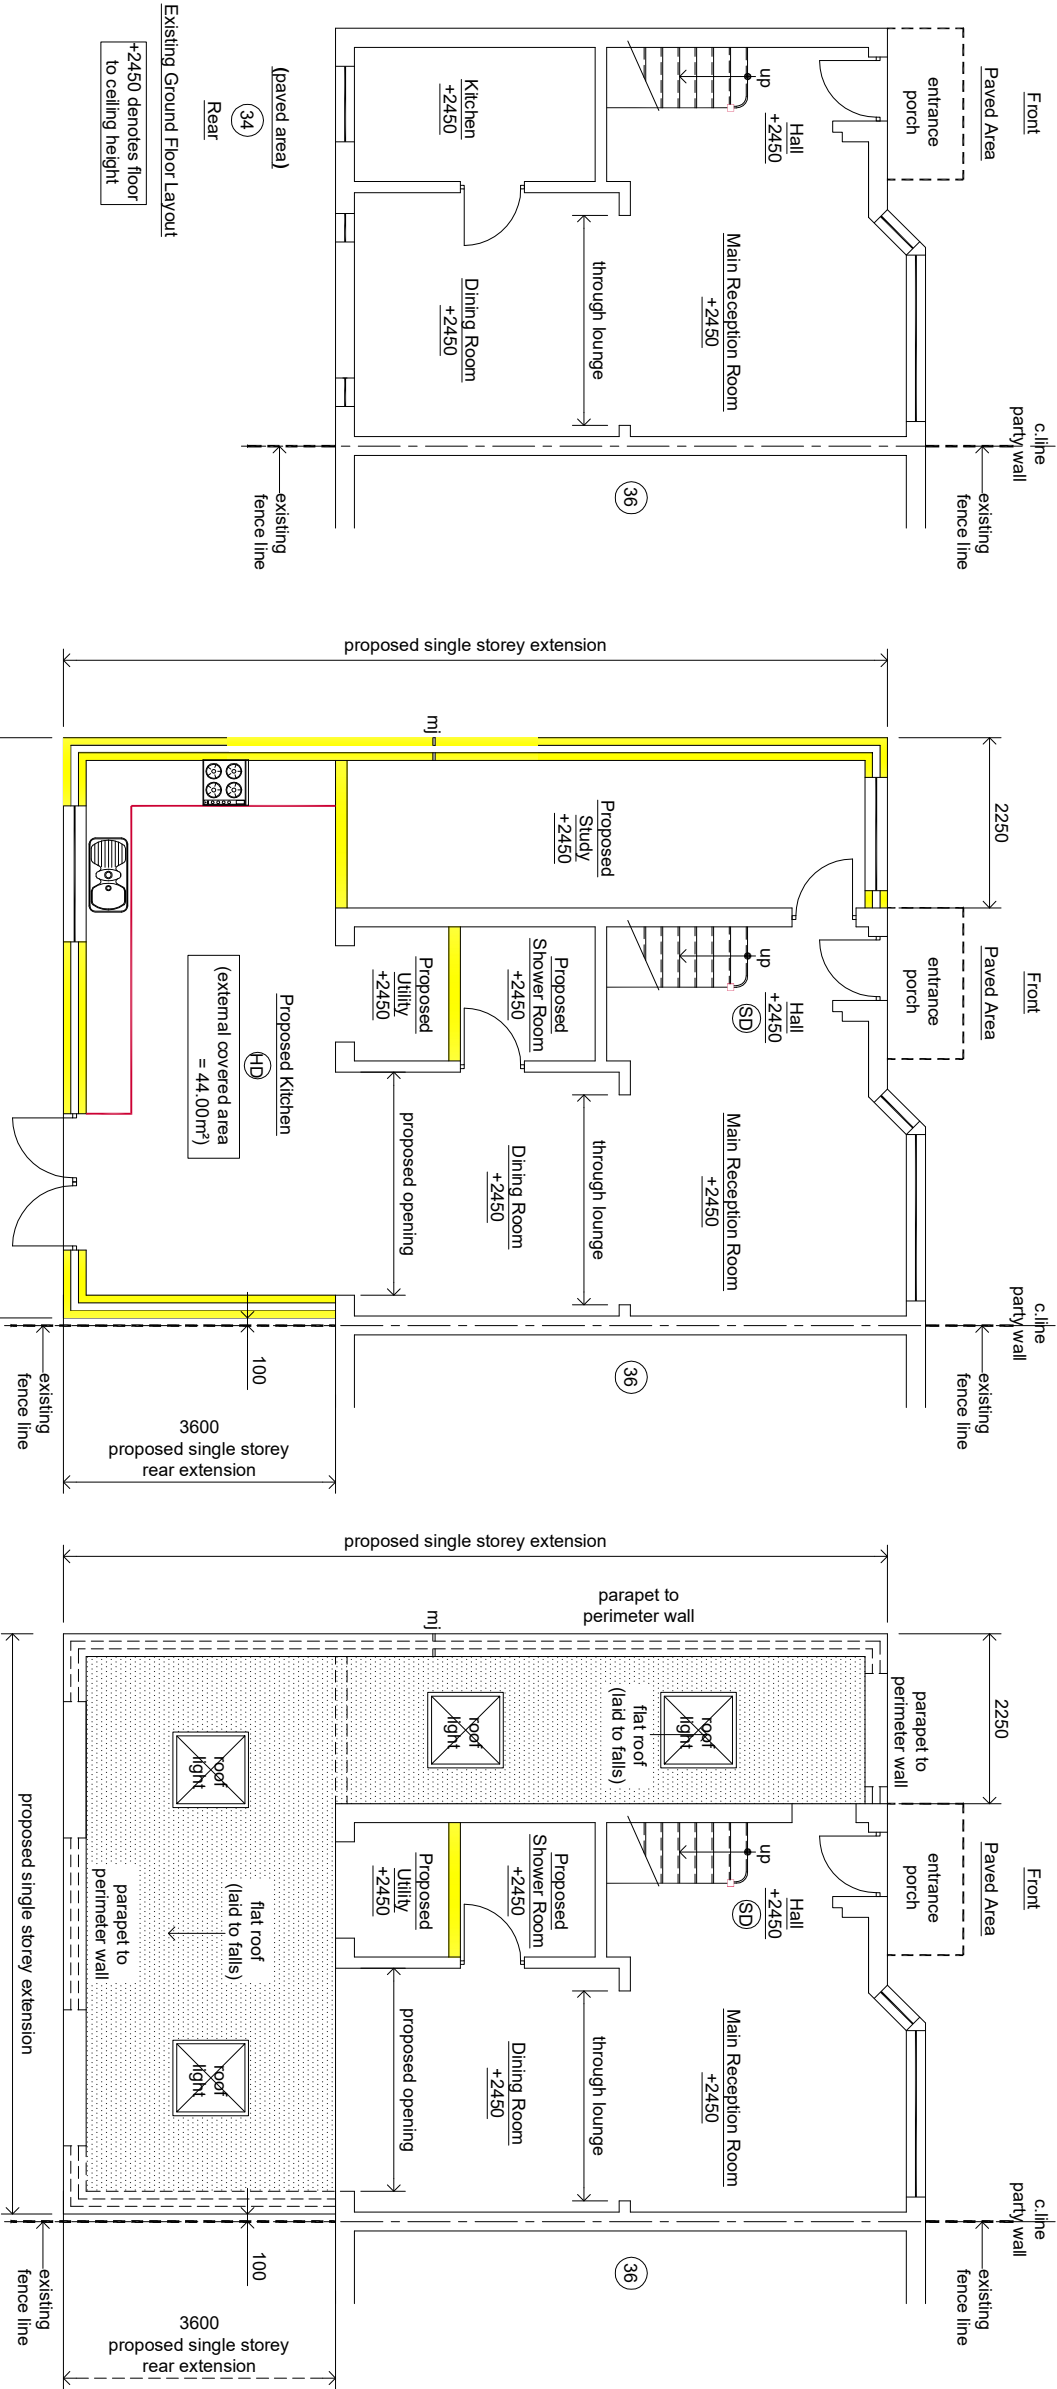 Front
Paved Area
entrance
porch
c.line
party wall
existing
fence line
up
Hall
+2450
Main Reception Room
+2450
through lounge
36
Kitchen
+2450
Dining Room
+2450
existing
fence line
(paved area)
34
Rear
Existing Ground Floor Layout
+2450 denotes floor
to ceiling height
proposed single storey extension
2250
Front
Paved Area
entrance
porch
c.line
party wall
existing
fence line
mj
Proposed
Study
+2450
up
Hall
+2450
SD
Main Reception Room
+2450
through lounge
36
Proposed
Shower Room
+2450
Proposed
Utility
+2450
Dining Room
+2450
proposed opening
Proposed Kitchen
HD
(external covered area
= 44.00m²)
100
existing
fence line
3600
proposed single storey
rear extension
proposed single storey extension
parapet to
perimeter wall
2250
parapet to
perimeter wall
Front
Paved Area
entrance
porch
c.line
party wall
existing
fence line
mj
roof
light
flat roof
(laid to falls)
roof
light
up
Hall
+2450
SD
Main Reception Room
+2450
through lounge
36
Proposed
Shower Room
+2450
Proposed
Utility
+2450
Dining Room
+2450
proposed opening
roof
light
flat roof
(laid to falls)
parapet to
perimeter wall
roof
light
proposed single storey extension
100
existing
fence line
3600
proposed single storey
rear extension